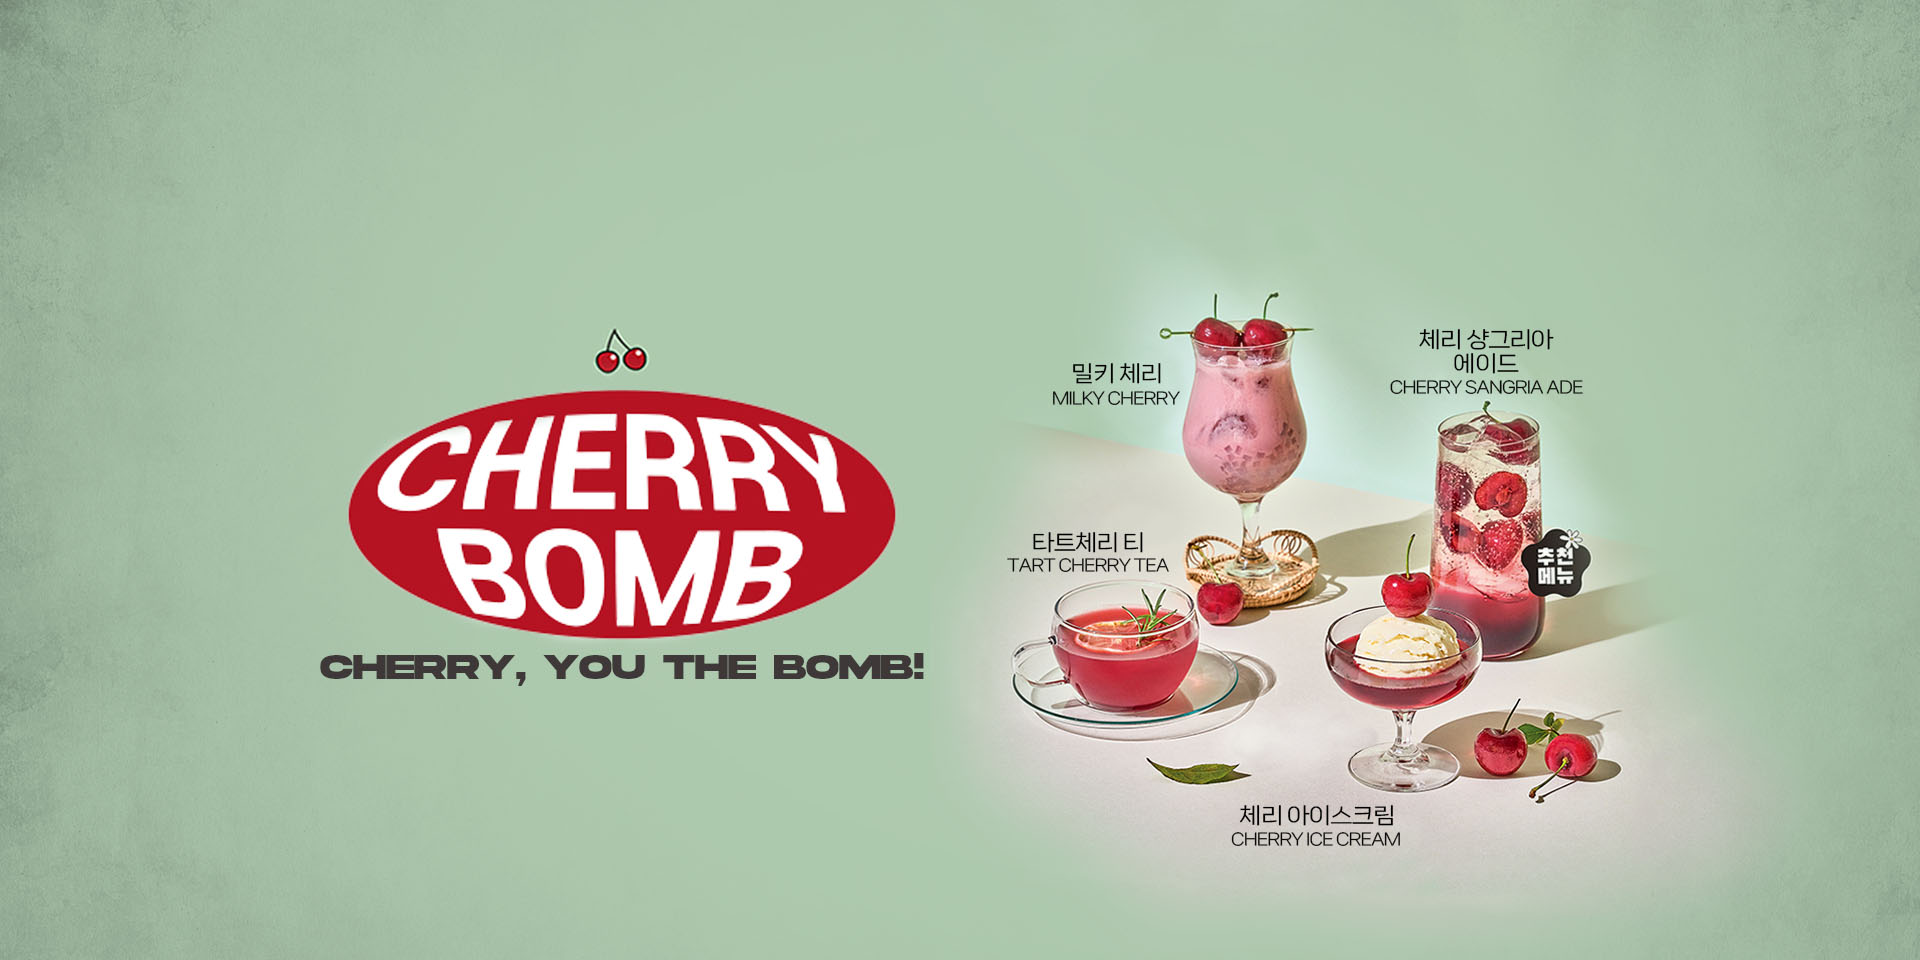 CHERRY
BOMB
CHERRY, YOU THE BOMB!
밀키 체리
MILKY CHERRY
체리 샹그리아
에이드
CHERRY SANGRIA ADE
추천
메뉴
타트체리 티
TART CHERRY TEA
체리 아이스크림
CHERRY ICE CREAM